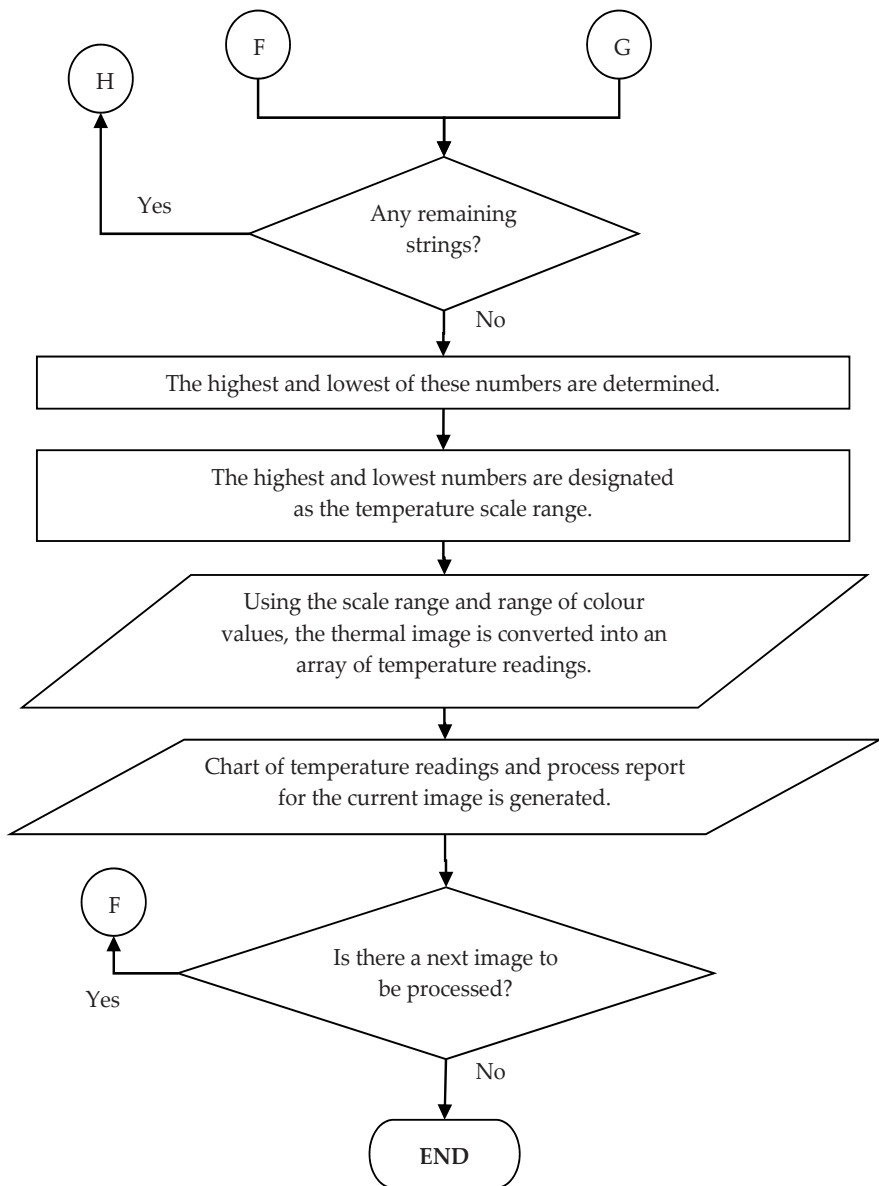 F
G
H
Yes
Any remaining
strings?
No
The highest and lowest of these numbers are determined.
The highest and lowest numbers are designated
as the temperature scale range.
Using the scale range and range of colour
values, the thermal image is converted into an
array of temperature readings.
Chart of temperature readings and process report
for the current image is generated.
F
Is there a next image to
be processed?
Yes
No
END